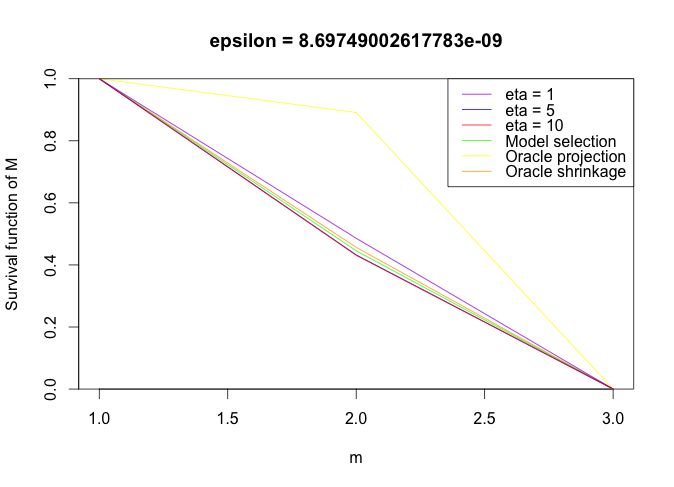 epsilon = 8.69749002617783e-09
Survival function of M
1.0
0.8
0.6
0.4
0.2
0.0
eta = 1
eta = 5
eta = 10
Model selection
Oracle projection
Oracle shrinkage
1.0 1.5 2.0 2.5 3.0
m